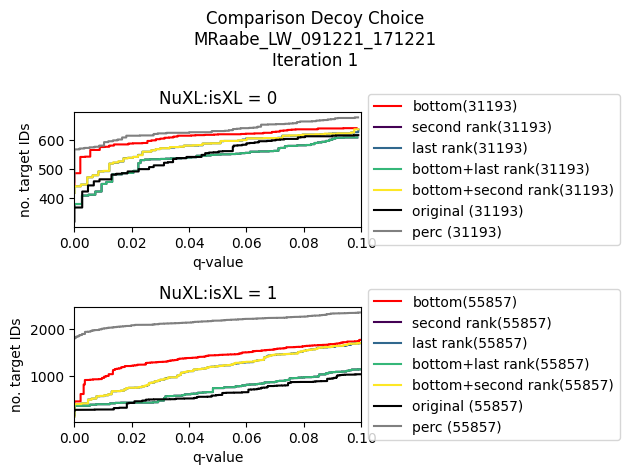 Comparison Decoy Choice
MRaabe_LW_091221_171221
Iteration 1
NuXL:isXL = 0
no. target IDs
600
500
400
0.00 0.02 0.04 0.06 0.08 0.10
q-value
bottom(31193)
second rank(31193)
last rank(31193)
bottom+last rank(31193)
bottom+second rank(31193)
original (31193)
perc (31193)
NuXL:isXL = 1
no. target IDs
2000
1000
0.00 0.02 0.04 0.06 0.08 0.10
q-value
bottom(55857)
second rank(55857)
last rank(55857)
bottom+last rank(55857)
bottom+second rank(55857)
original (55857)
perc (55857)